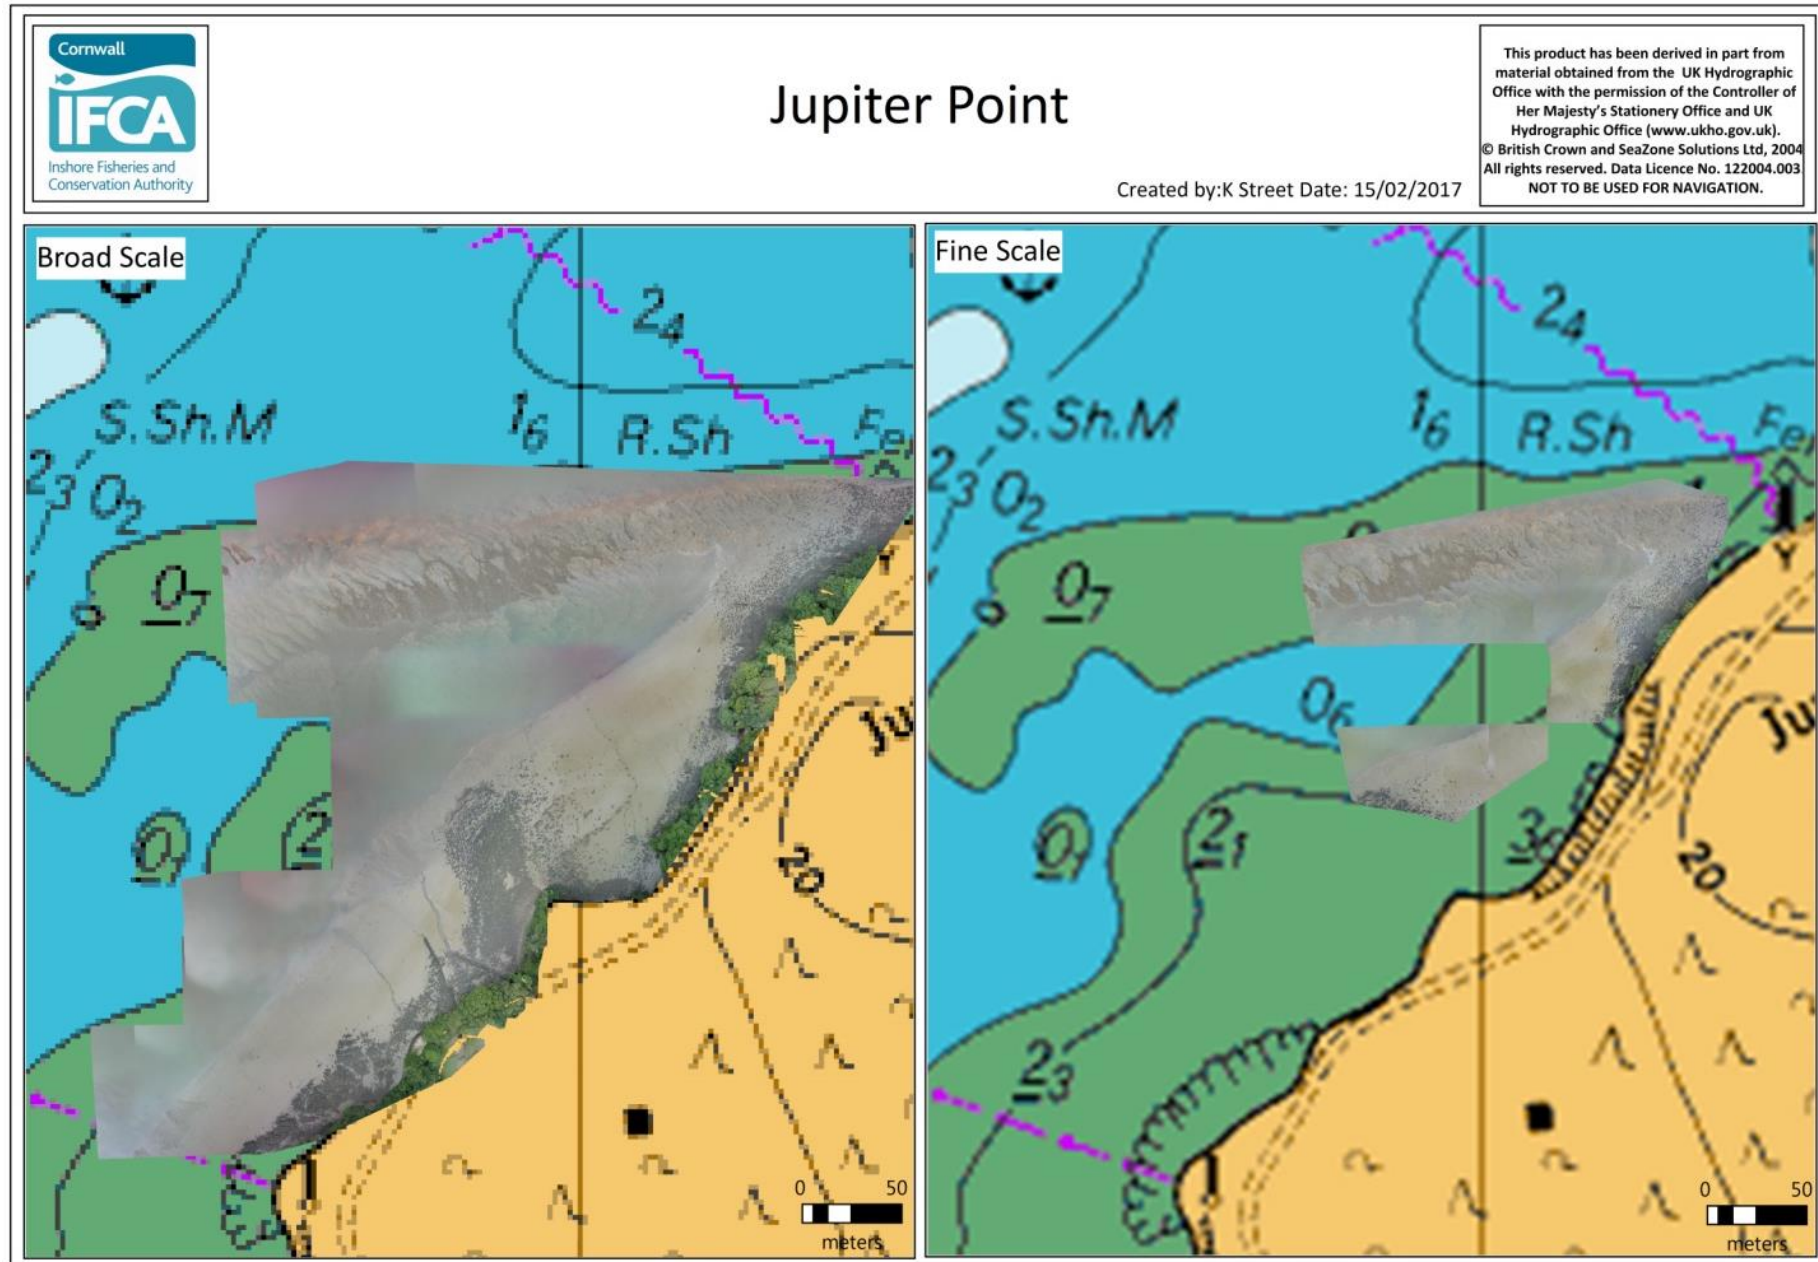 Cornwall
IFCA
Inshore Fisheries and
Conservation Authority
Jupiter Point
Created by:K Street Date: 15/02/2017
This product has been derived in part from
material obtained from the UK Hydrographic
Office with the permission of the Controller of
Her Majesty's Stationery Office and UK
Hydrographic Office (www.ukho.gov.uk).
© British Crown and SeaZone Solutions Ltd, 2004
All rights reserved. Data Licence No. 122004.003
NOT TO BE USED FOR NAVIGATION.
Broad Scale
24
S.Sh.M
16
R.Sh
Fe
23
02
07
Ju
20
0 50
meters
Fine Scale
24
S.Sh.M
16
R.Sh
Fe
23
02
07
06
Ju
21
36
20
23
0 50
meters